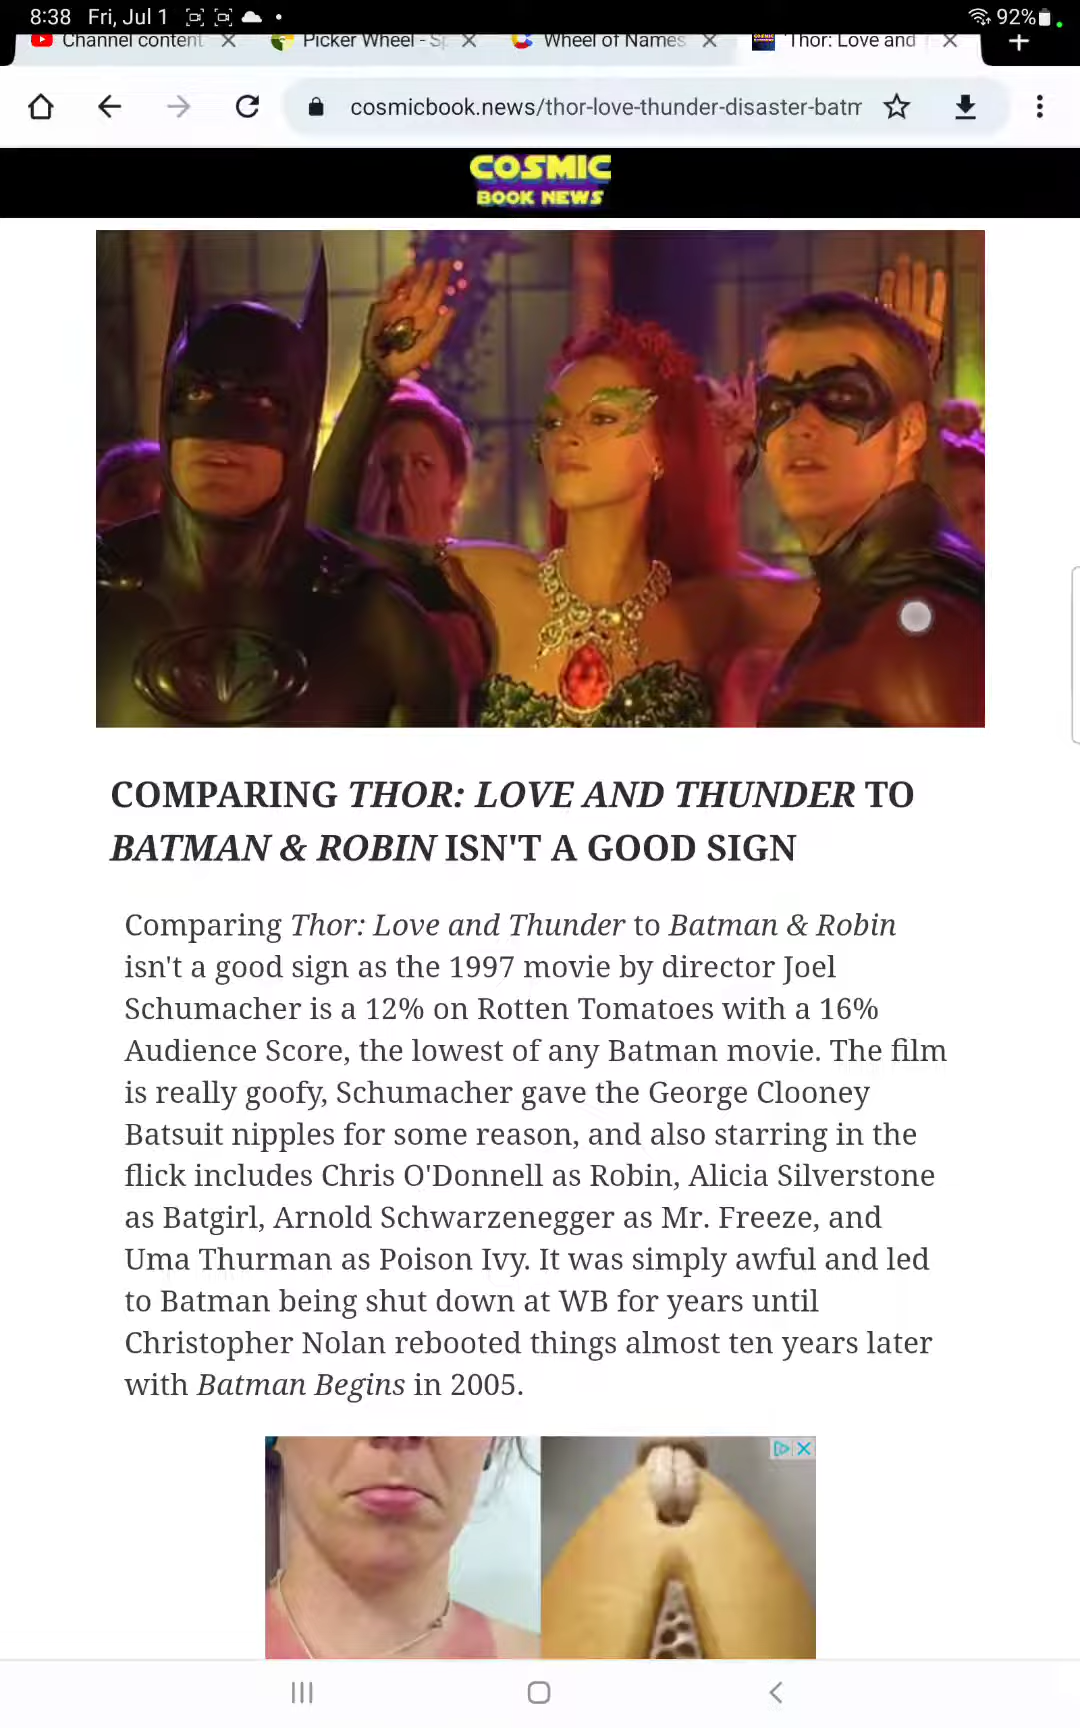 8:38 Fri, Jul 1 92%
Channel content Picker Wheel - Sp Wheel of Names Thor: Love and
cosmicbook.news/thor-love-thunder-disaster-batm
COSMIC
BOOK NEWS
COMPARING THOR: LOVE AND THUNDER TO
BATMAN & ROBIN ISN'T A GOOD SIGN
Comparing Thor: Love and Thunder to Batman & Robin
isn't a good sign as the 1997 movie by director Joel
Schumacher is a 12% on Rotten Tomatoes with a 16%
Audience Score, the lowest of any Batman movie. The film
is really goofy, Schumacher gave the George Clooney
Batsuit nipples for some reason, and also starring in the
flick includes Chris O'Donnell as Robin, Alicia Silverstone
as Batgirl, Arnold Schwarzenegger as Mr. Freeze, and
Uma Thurman as Poison Ivy. It was simply awful and led
to Batman being shut down at WB for years until
Christopher Nolan rebooted things almost ten years later
with Batman Begins in 2005.